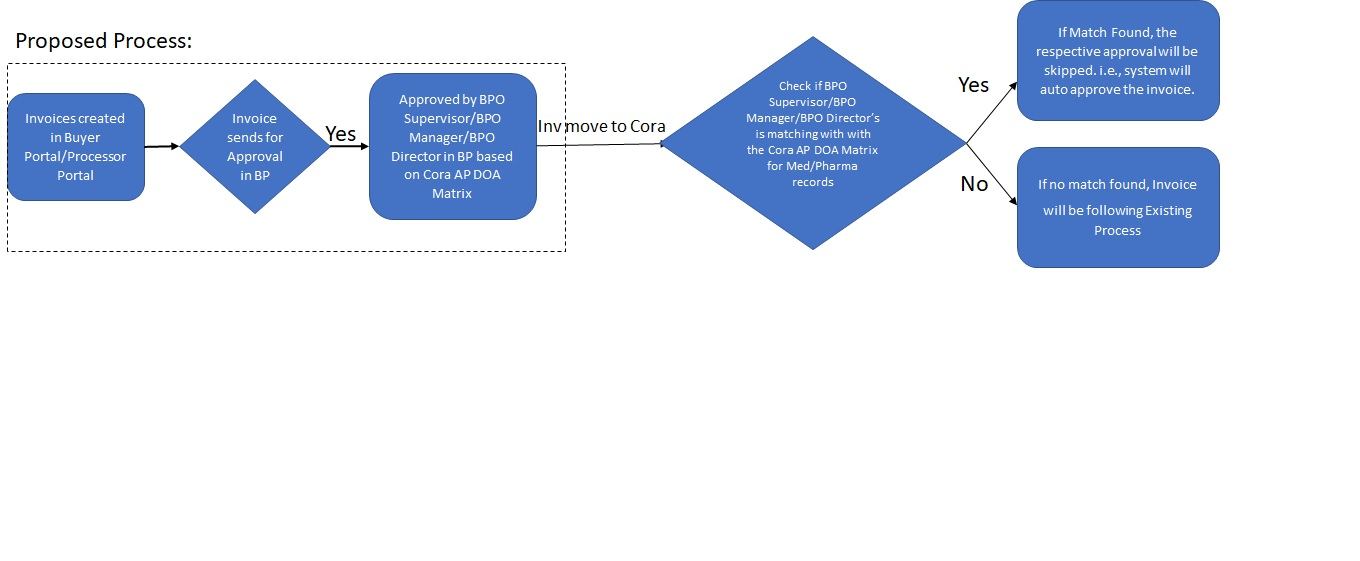 Proposed Process:
Invoices created
in Buyer
Portal/Processor
Portal
Invoice
sends for
Approval
in BP
Yes
Approved by BPO
Supervisor/BPO
Manager/BPO
Director in BP based
on Cora AP DOA
Matrix
Inv move to Cora
Check if BPO
Supervisor/BPO
Manager/BPO Director’s
is matching with with
the Cora AP DOA Matrix
for Med/Pharma
records
Yes
If Match Found, the
respective approval will be
skipped. i.e., system will
auto approve the invoice.
No
If no match found, Invoice
will be following Existing
Process